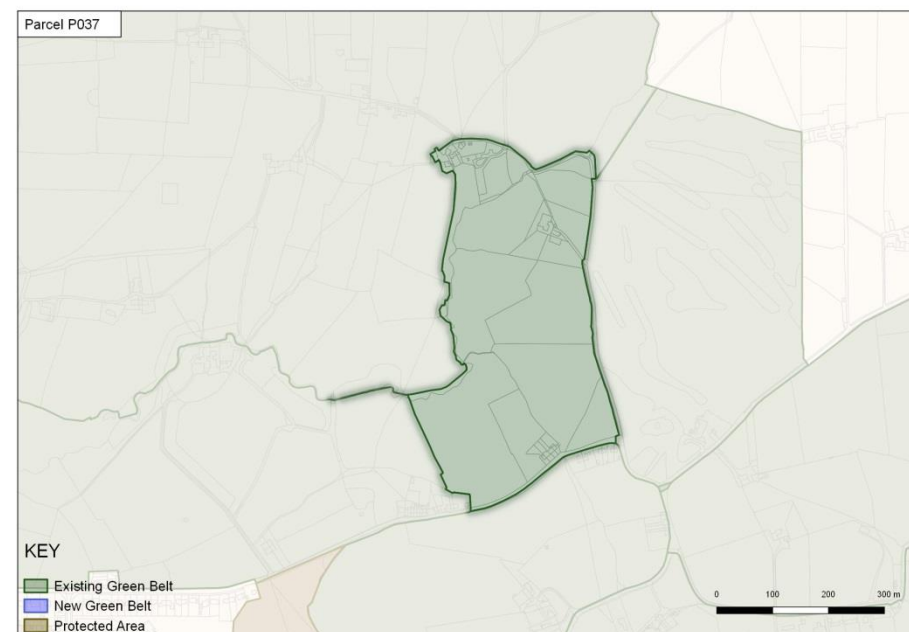 Parcel P037
KEY
Existing Green Belt
New Green Belt
Protected Area
0 100 200 300 m